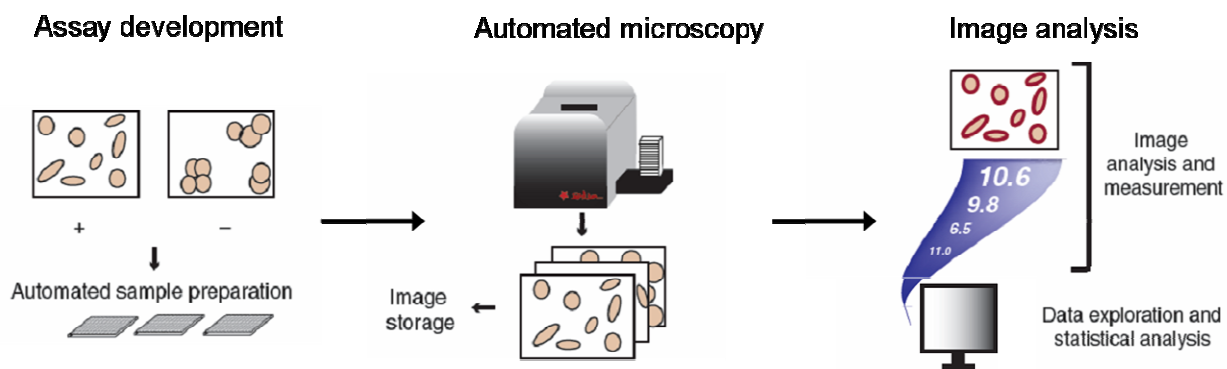 Assay development
Automated microscopy
Image analysis
+
–
Automated sample preparation
Image
storage
Image
analysis and
measurement
10.6
9.8
6.5
11.0
Data exploration and
statistical analysis